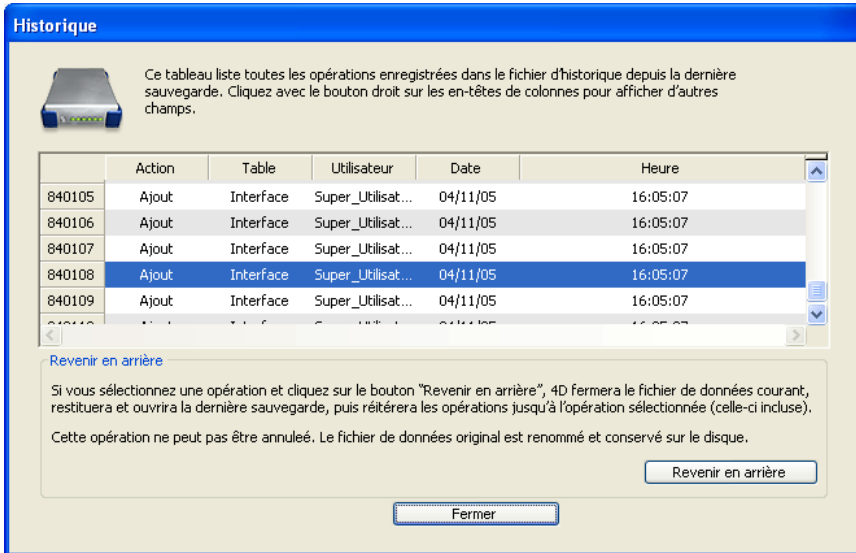 Historique
Ce tableau liste toutes les opérations enregistrées dans le fichier d'historique depuis la dernière
sauvegarde. Cliquez avec le bouton droit sur les en-têtes de colonnes pour afficher d'autres
champs.
Action Table Utilisateur Date Heure
840105 Ajout Interface Super_Utilisat... 04/11/05 16:05:07
840106 Ajout Interface Super_Utilisat... 04/11/05 16:05:07
840107 Ajout Interface Super_Utilisat... 04/11/05 16:05:07
840108 Ajout Interface Super_Utilisat... 04/11/05 16:05:07
840109 Ajout Interface Super_Utilisat... 04/11/05 16:05:07
Revenir en arrière
Si vous sélectionnez une opération et cliquez sur le bouton "Revenir en arrière", 4D fermera le fichier de données courant,
restituera et ouvrira la dernière sauvegarde, puis réitérera les opérations jusqu'à l'opération sélectionnée (celle-ci incluse).
Cette opération ne peut pas être annuleé. Le fichier de données original est renommé et conservé sur le disque.
Revenir en arrière
Fermer